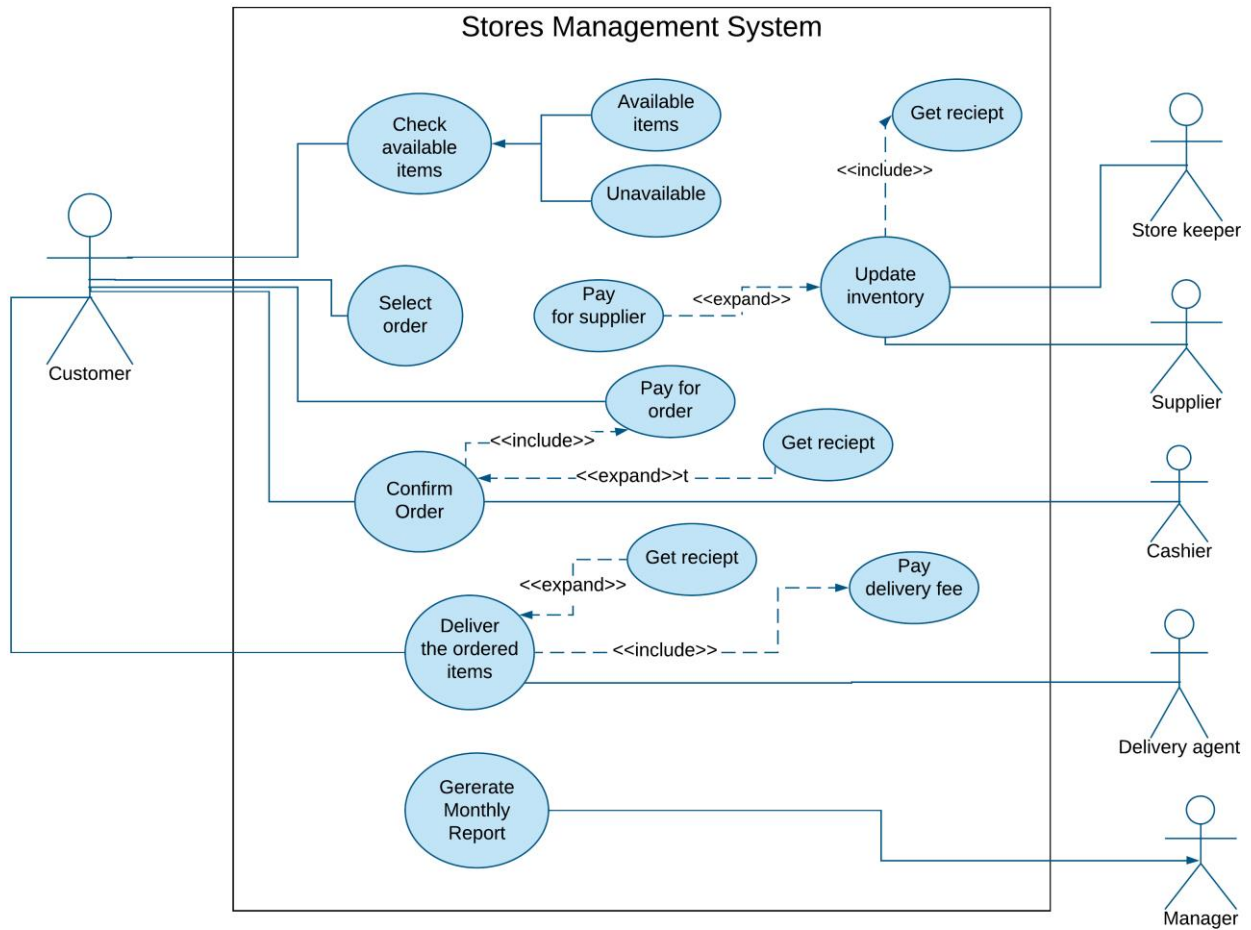 Stores Management System
Check
available
items
Available
items
Unavailable
Get reciept
<<include>>
Store keeper
Customer
Select
order
Pay
for supplier
<<expand>>
Update
inventory
Supplier
Pay for
order
<<include>>
Get reciept
<<expand>>t
Confirm
Order
Cashier
Get reciept
<<expand>>
Pay
delivery fee
Deliver
the ordered
items
<<include>>
Delivery agent
Gererate
Monthly
Report
Manager